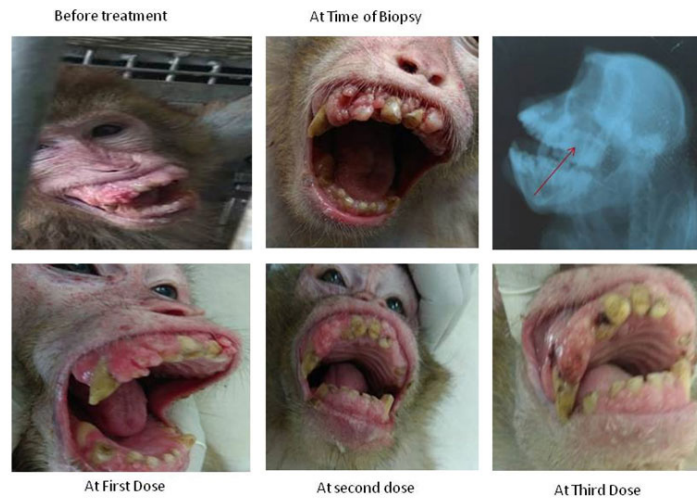 Before treatment
At Time of Biopsy
At First Dose
At second dose
At Third Dose